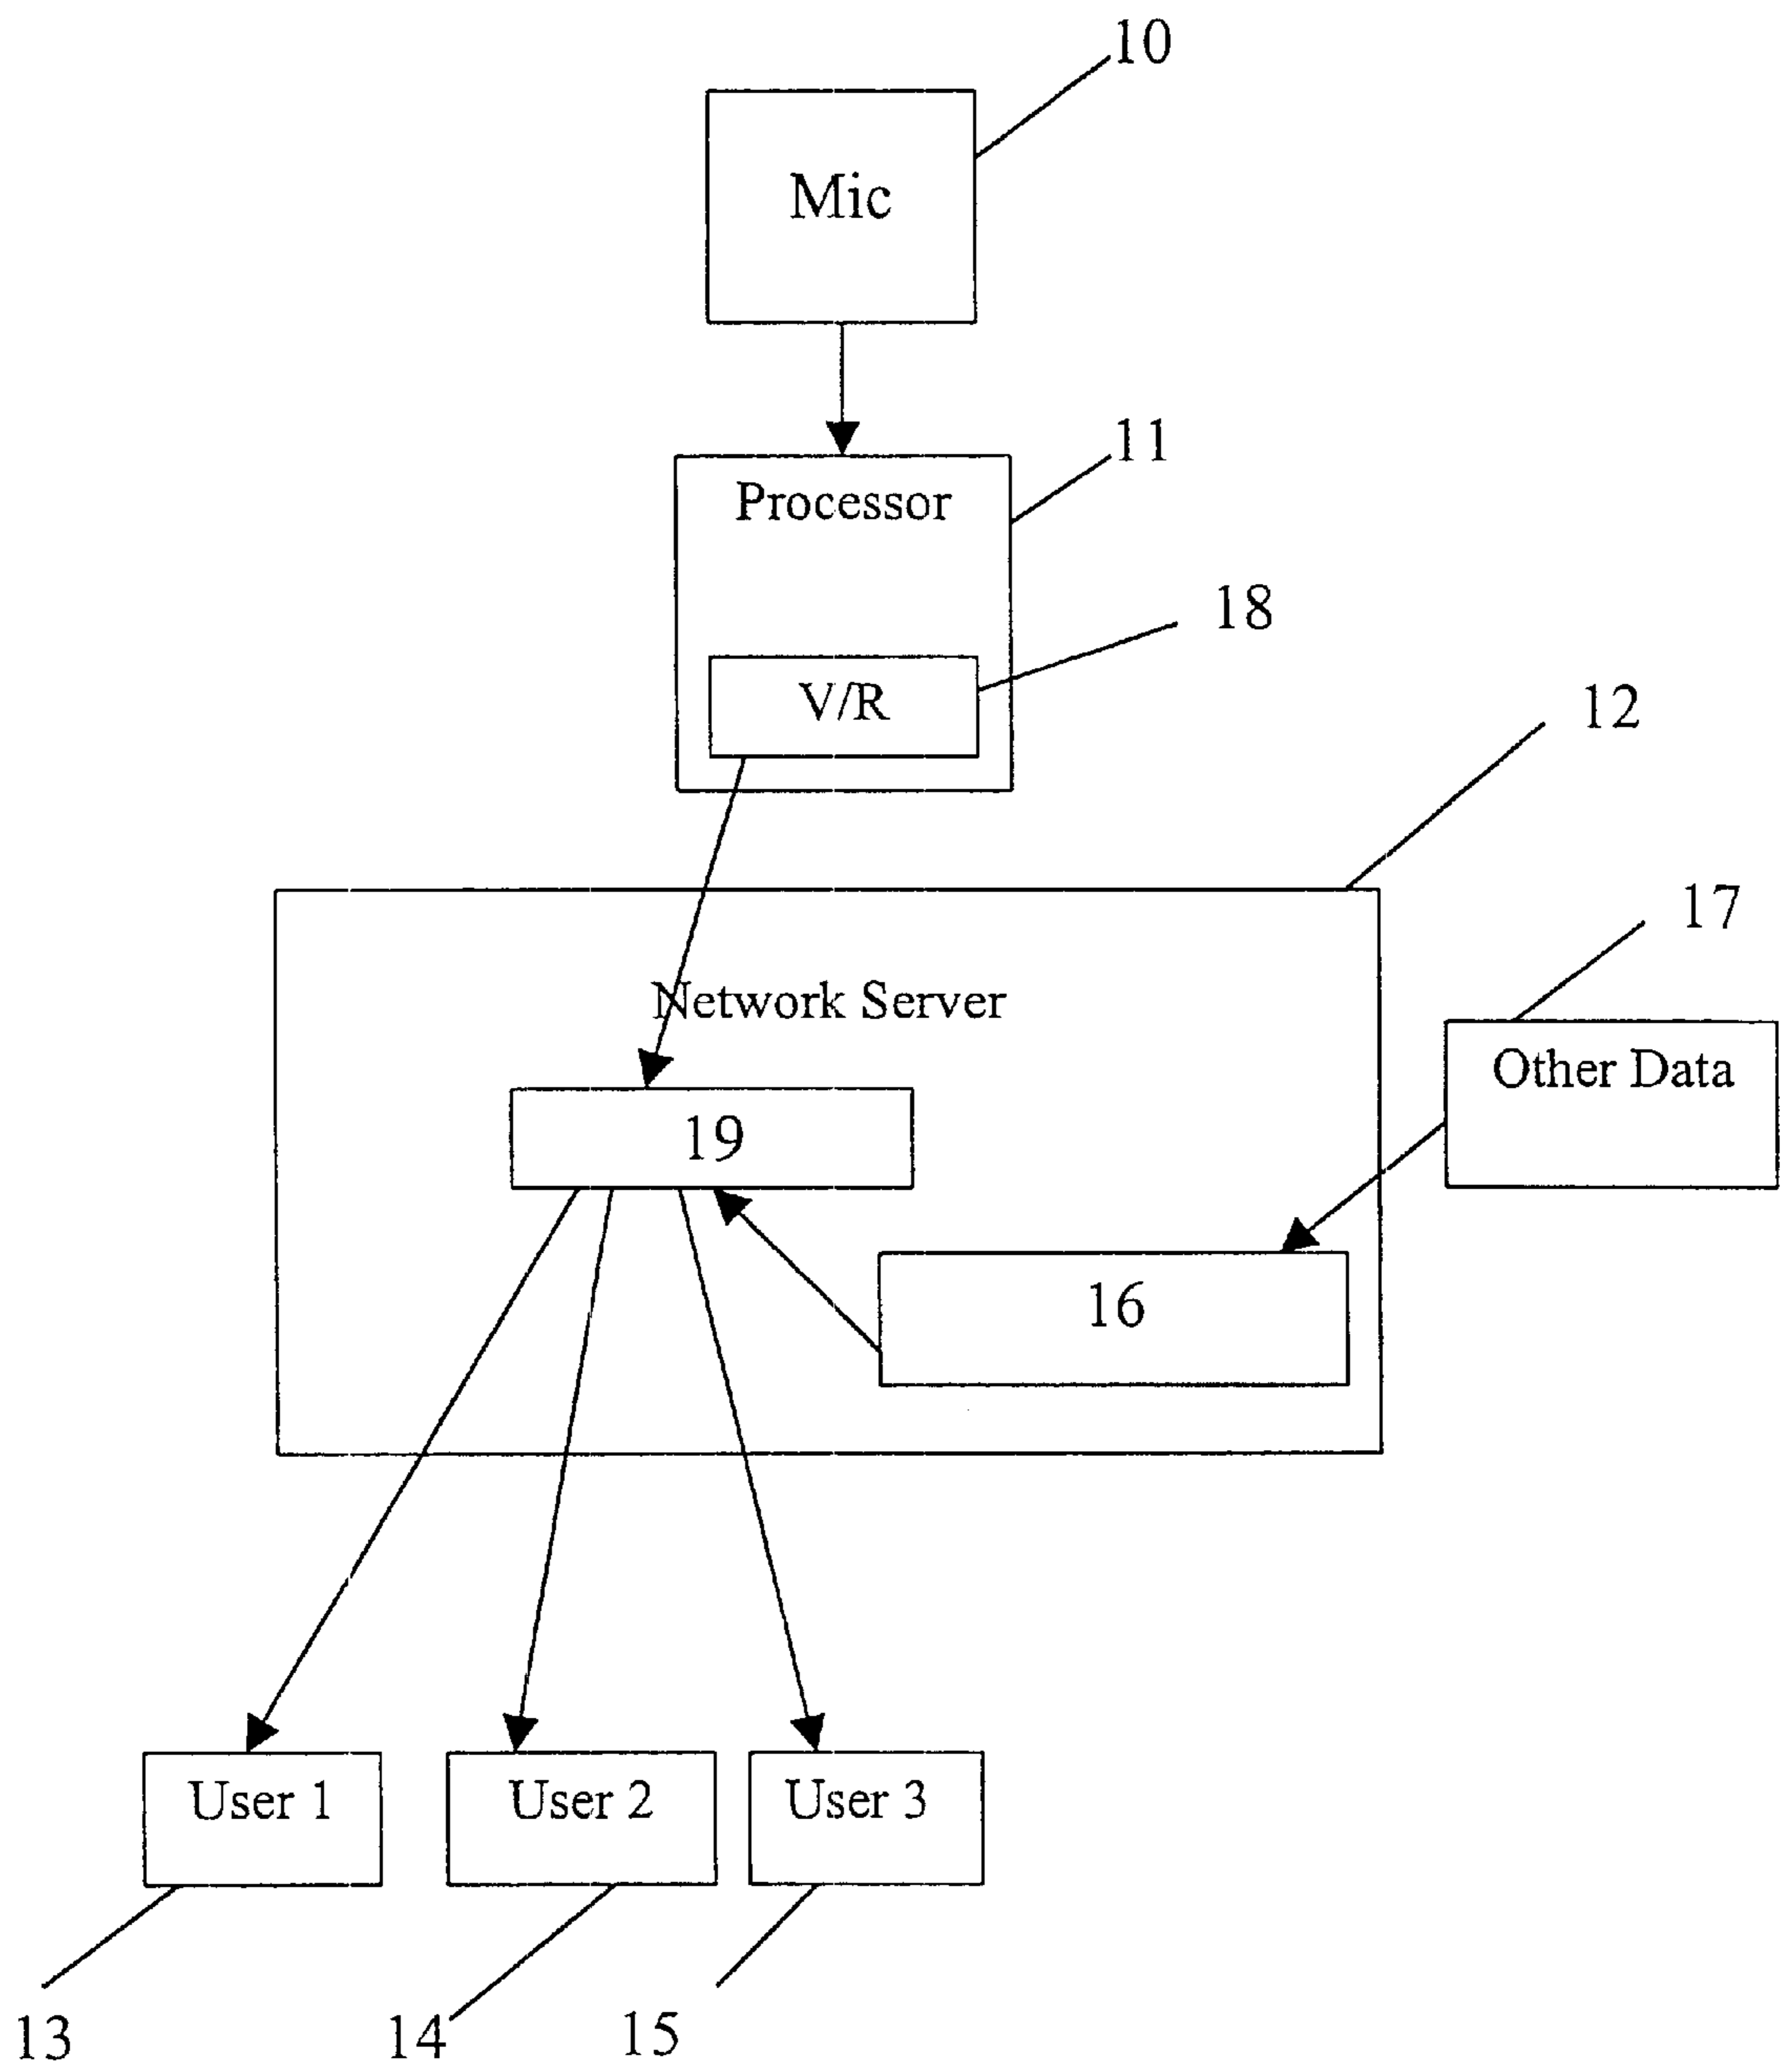 10
Mic
11
Processor
18
V/R
12
17
Network Server
Other Data
19
16
User 1
User 2
User 3
13
14
15